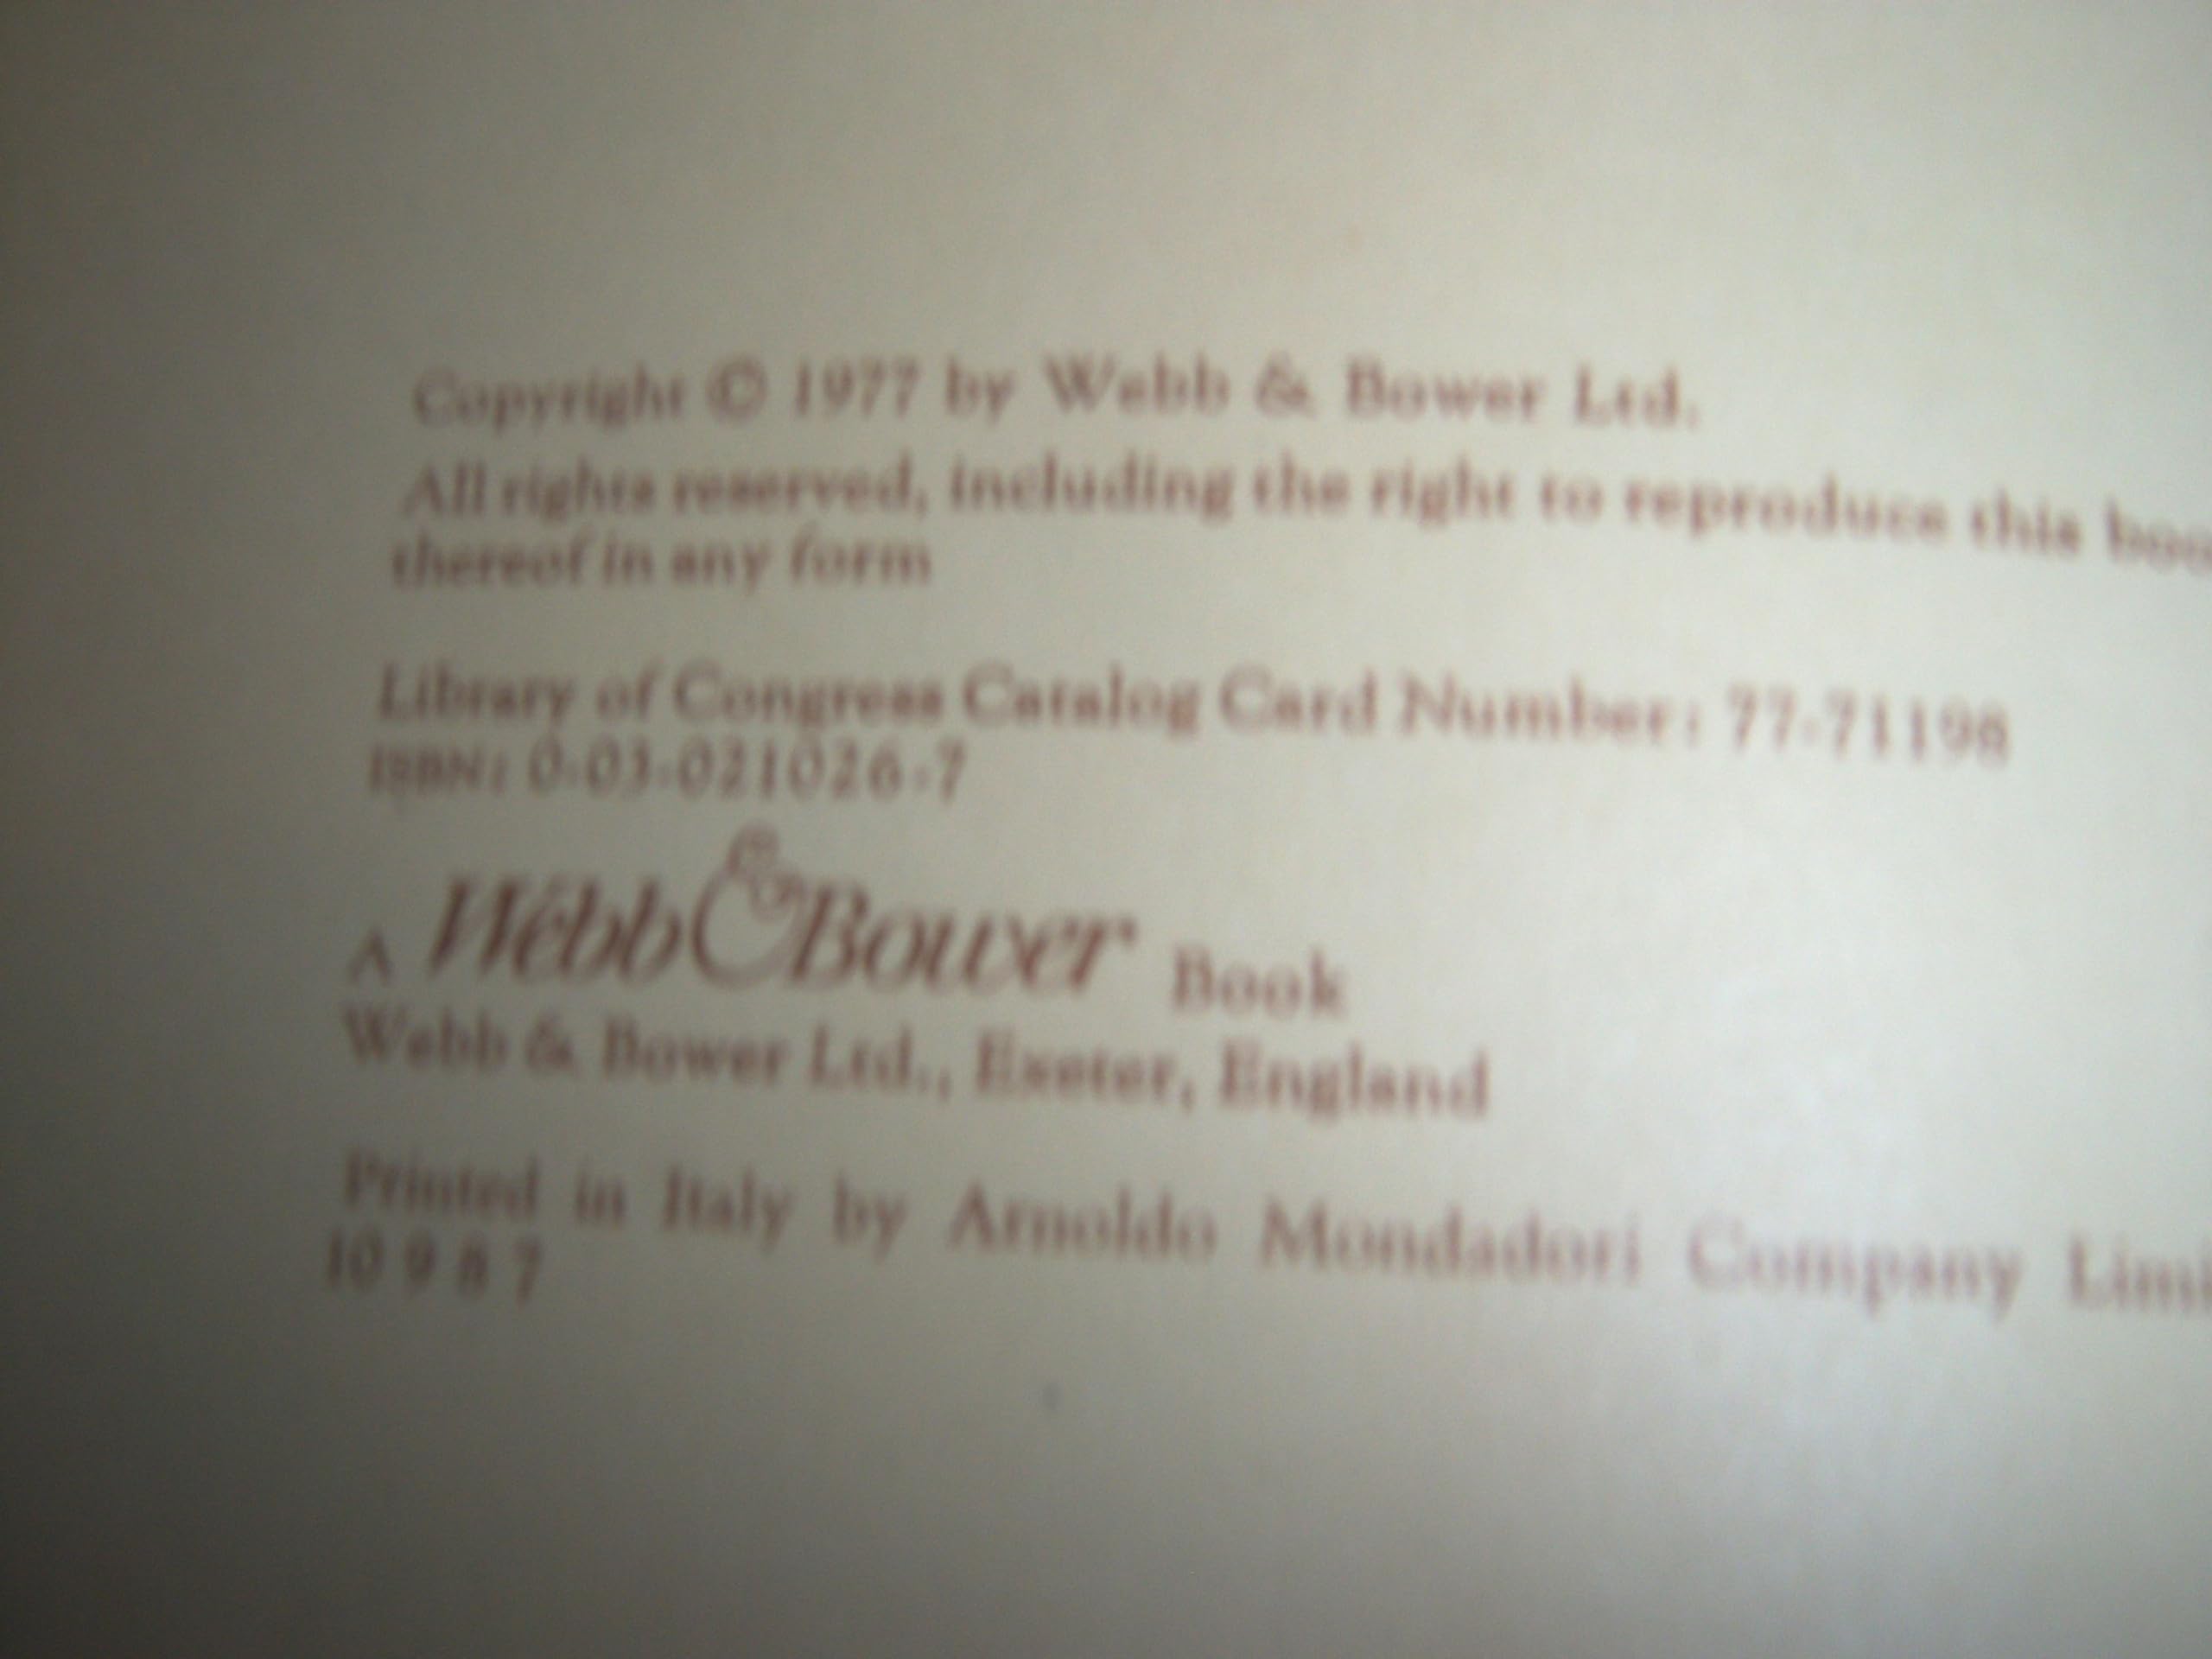 Copyright © 1977 by Webb & Bower Ltd.
All rights reserved, including the right to reproduce this
thereof in any form
Library of Congress Catalog Card Number: 77-71198
ISBN: 0-03-021026-7
A Webb & Bower Book
Webb & Bower Ltd., Exeter, England
Printed in Italy by Arnoldo Mondadori Company
10 9 8 7